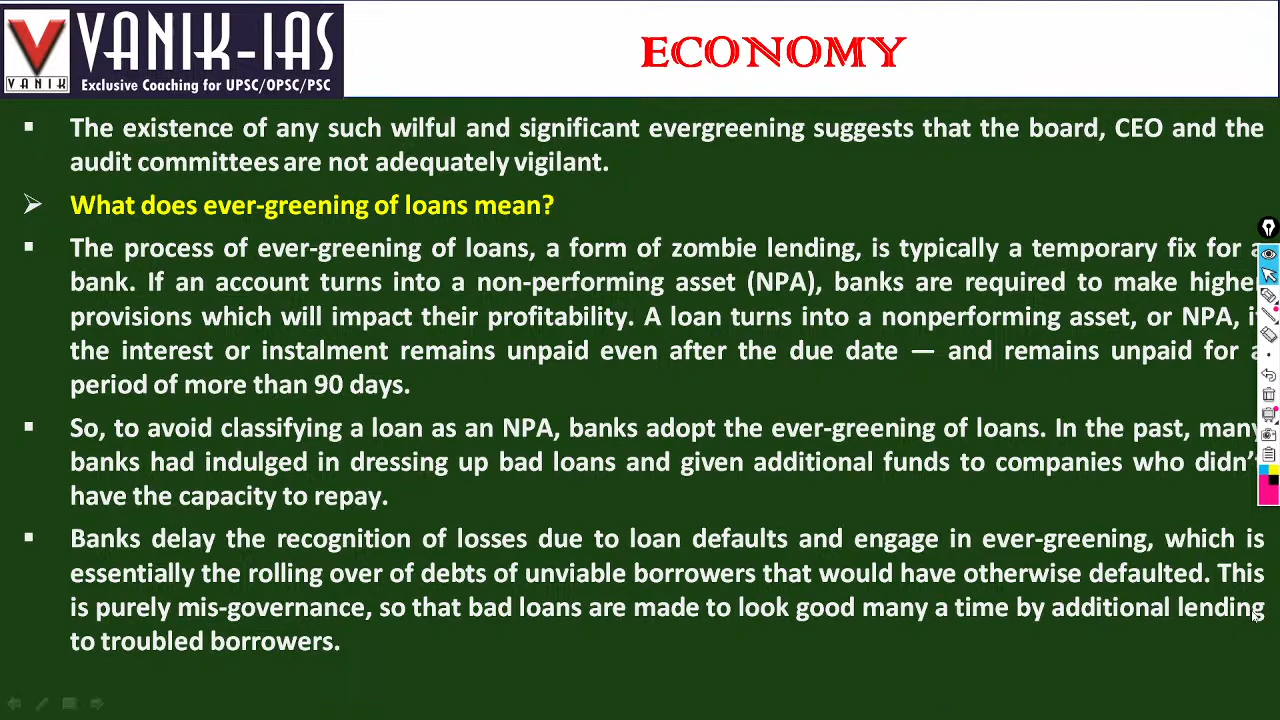 VANIK-IAS
VANIK
Exclusive Coaching for UPSC/OPSC/PSC
ECONOMY
▪ The existence of any such wilful and significant evergreening suggests that the board, CEO and the
audit committees are not adequately vigilant.
➢ What does ever-greening of loans mean?
▪ The process of ever-greening of loans, a form of zombie lending, is typically a temporary fix for a
bank. If an account turns into a non-performing asset (NPA), banks are required to make higher
provisions which will impact their profitability. A loan turns into a nonperforming asset, or NPA, if
the interest or instalment remains unpaid even after the due date — and remains unpaid for a
period of more than 90 days.
▪ So, to avoid classifying a loan as an NPA, banks adopt the ever-greening of loans. In the past, many
banks had indulged in dressing up bad loans and given additional funds to companies who didn’t
have the capacity to repay.
▪ Banks delay the recognition of losses due to loan defaults and engage in ever-greening, which is
essentially the rolling over of debts of unviable borrowers that would have otherwise defaulted. This
is purely mis-governance, so that bad loans are made to look good many a time by additional lending
to troubled borrowers.